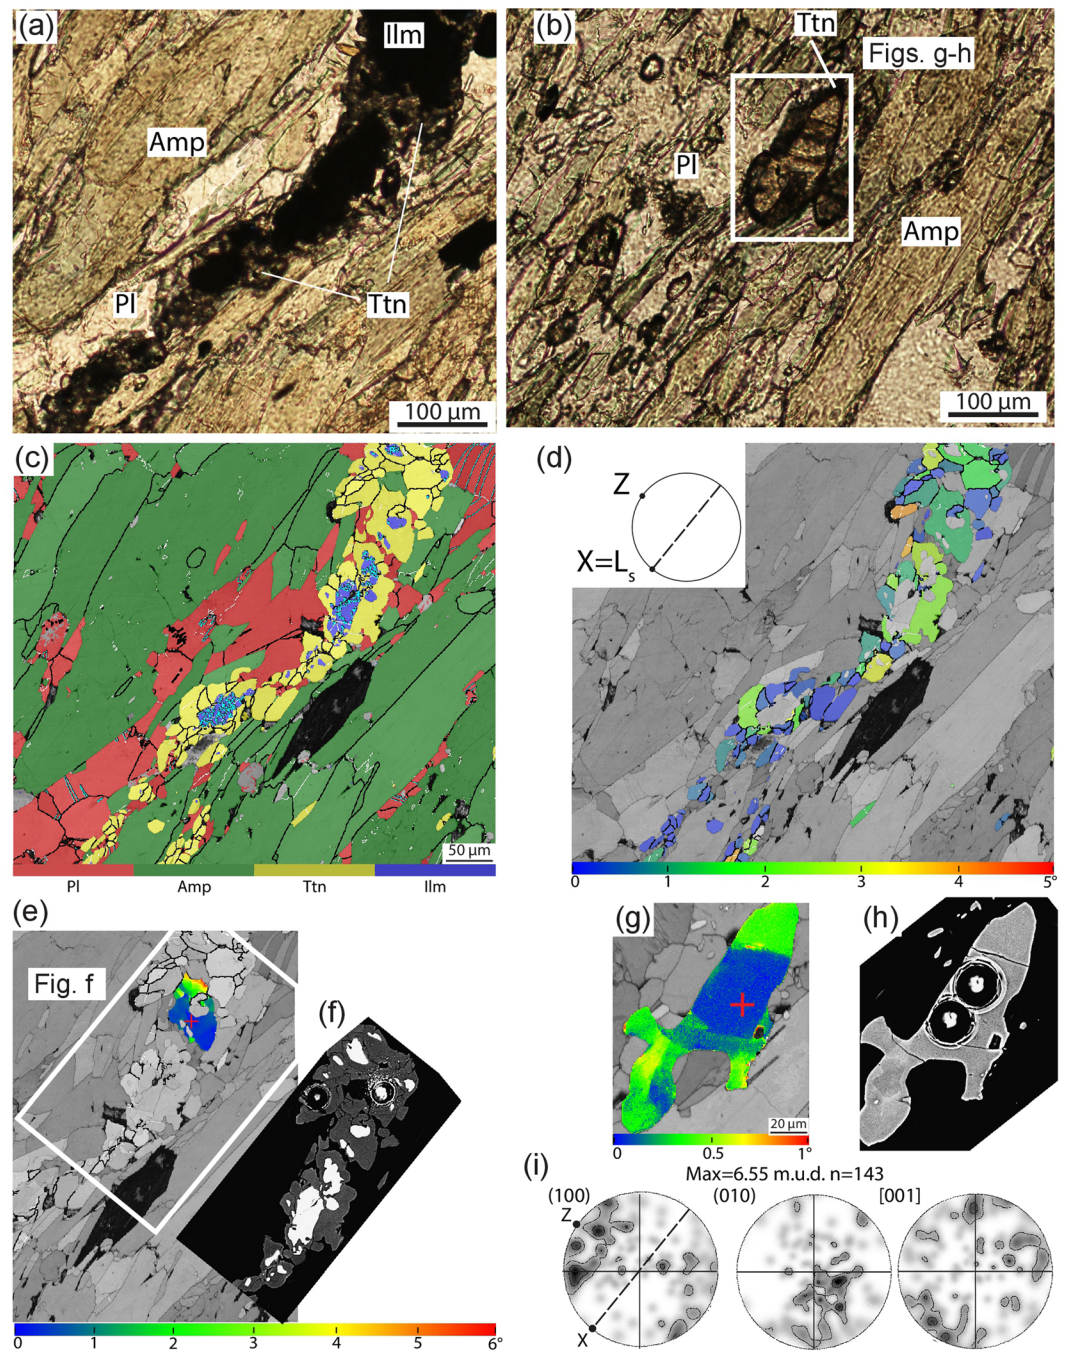 (a)
Ilm
Amp
Pl
Ttn
100 µm
(b)
Ttn
Figs. g-h
Pl
Amp
100 µm
(c)
50 µm
Pl Amp Ttn Ilm
(d)
Z
X=Ls
0 1 2 3 4 5°
(e)
Fig. f
(f)
0 1 2 3 4 5 6°
(g)
20 µm
0 0.5 1°
(h)
(i)
Max=6.55 m.u.d. n=143
(100) (010) [001]
Z
X